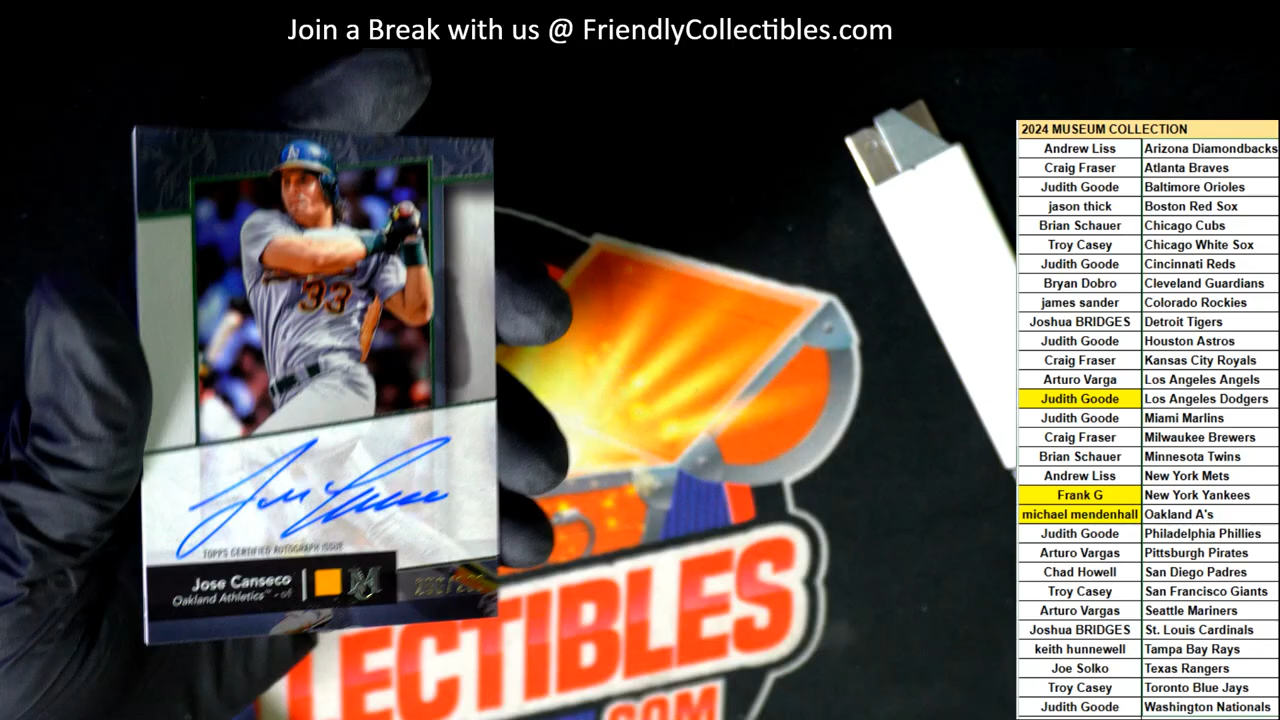 Join a Break with us @ FriendlyCollectibles.com
A
33
TOPPS CERTIFIED AUTOGRAPH ISSUE
Jose Canseco
Oakland Athletics™ - of
M
ECTIBLES
.COM
2024 MUSEUM COLLECTION
Andrew Liss Arizona Diamondbacks
Craig Fraser Atlanta Braves
Judith Goode Baltimore Orioles
jason thick Boston Red Sox
Brian Schauer Chicago Cubs
Troy Casey Chicago White Sox
Judith Goode Cincinnati Reds
Bryan Dobro Cleveland Guardians
james sander Colorado Rockies
Joshua BRIDGES Detroit Tigers
Judith Goode Houston Astros
Craig Fraser Kansas City Royals
Arturo Varga Los Angeles Angels
Judith Goode Los Angeles Dodgers
Judith Goode Miami Marlins
Craig Fraser Milwaukee Brewers
Brian Schauer Minnesota Twins
Andrew Liss New York Mets
Frank G New York Yankees
michael mendenhall Oakland A's
Judith Goode Philadelphia Phillies
Arturo Vargas Pittsburgh Pirates
Chad Howell San Diego Padres
Troy Casey San Francisco Giants
Arturo Vargas Seattle Mariners
Joshua BRIDGES St. Louis Cardinals
keith hunnewell Tampa Bay Rays
Joe Solko Texas Rangers
Troy Casey Toronto Blue Jays
Judith Goode Washington Nationals